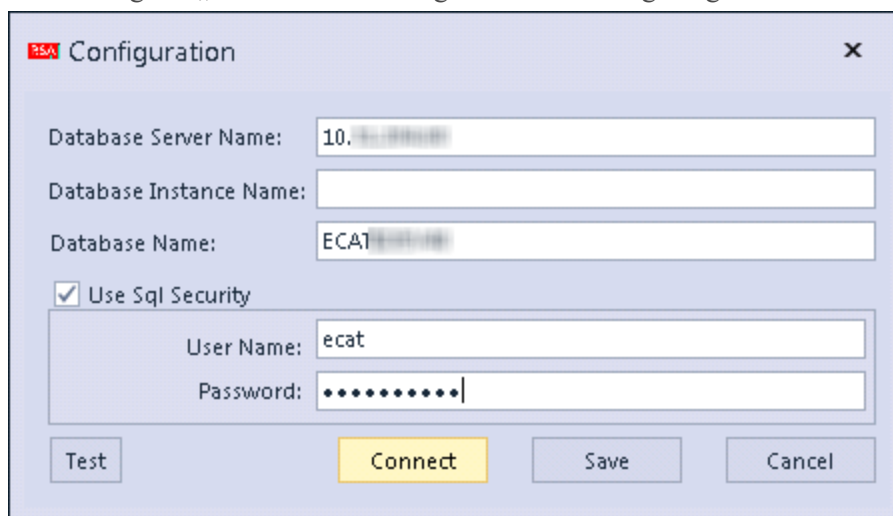 RSA Configuration
Database Server Name: 10.
Database Instance Name:
Database Name: ECAT
Use Sql Security
User Name: ecat
Password: ••••••••••
Test Connect Save Cancel